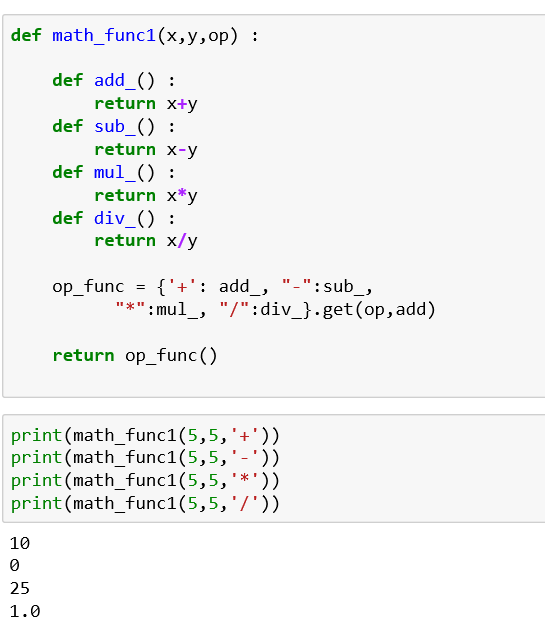 def math_func1(x,y,op) :

    def add_() :
        return x+y
    def sub_() :
        return x-y
    def mul_() :
        return x*y
    def div_() :
        return x/y

    op_func = {'+': add_, "-":sub_,
          "*":mul_, "/":div_}.get(op,add)

    return op_func()

print(math_func1(5,5,'+'))
print(math_func1(5,5,'-'))
print(math_func1(5,5,'*'))
print(math_func1(5,5,'/'))

10
0
25
1.0